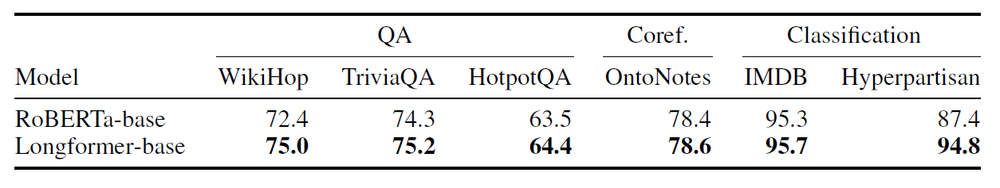 QA Coref. Classification
Model WikiHop TriviaQA HotpotQA OntoNotes IMDB Hyperpartisan
RoBERTa-base 72.4 74.3 63.5 78.4 95.3 87.4
Longformer-base 75.0 75.2 64.4 78.6 95.7 94.8